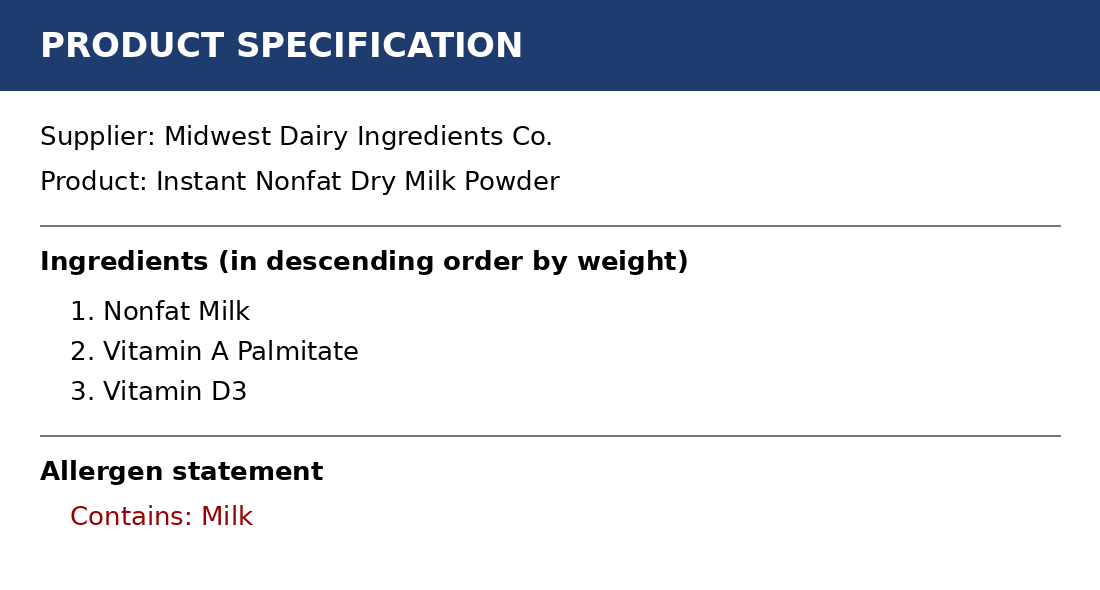 PRODUCT SPECIFICATION
Supplier: Midwest Dairy Ingredients Co.
Product: Instant Nonfat Dry Milk Powder
Ingredients (in descending order by weight)
1. Nonfat Milk
2. Vitamin A Palmitate
3. Vitamin D3
Allergen statement
Contains: Milk